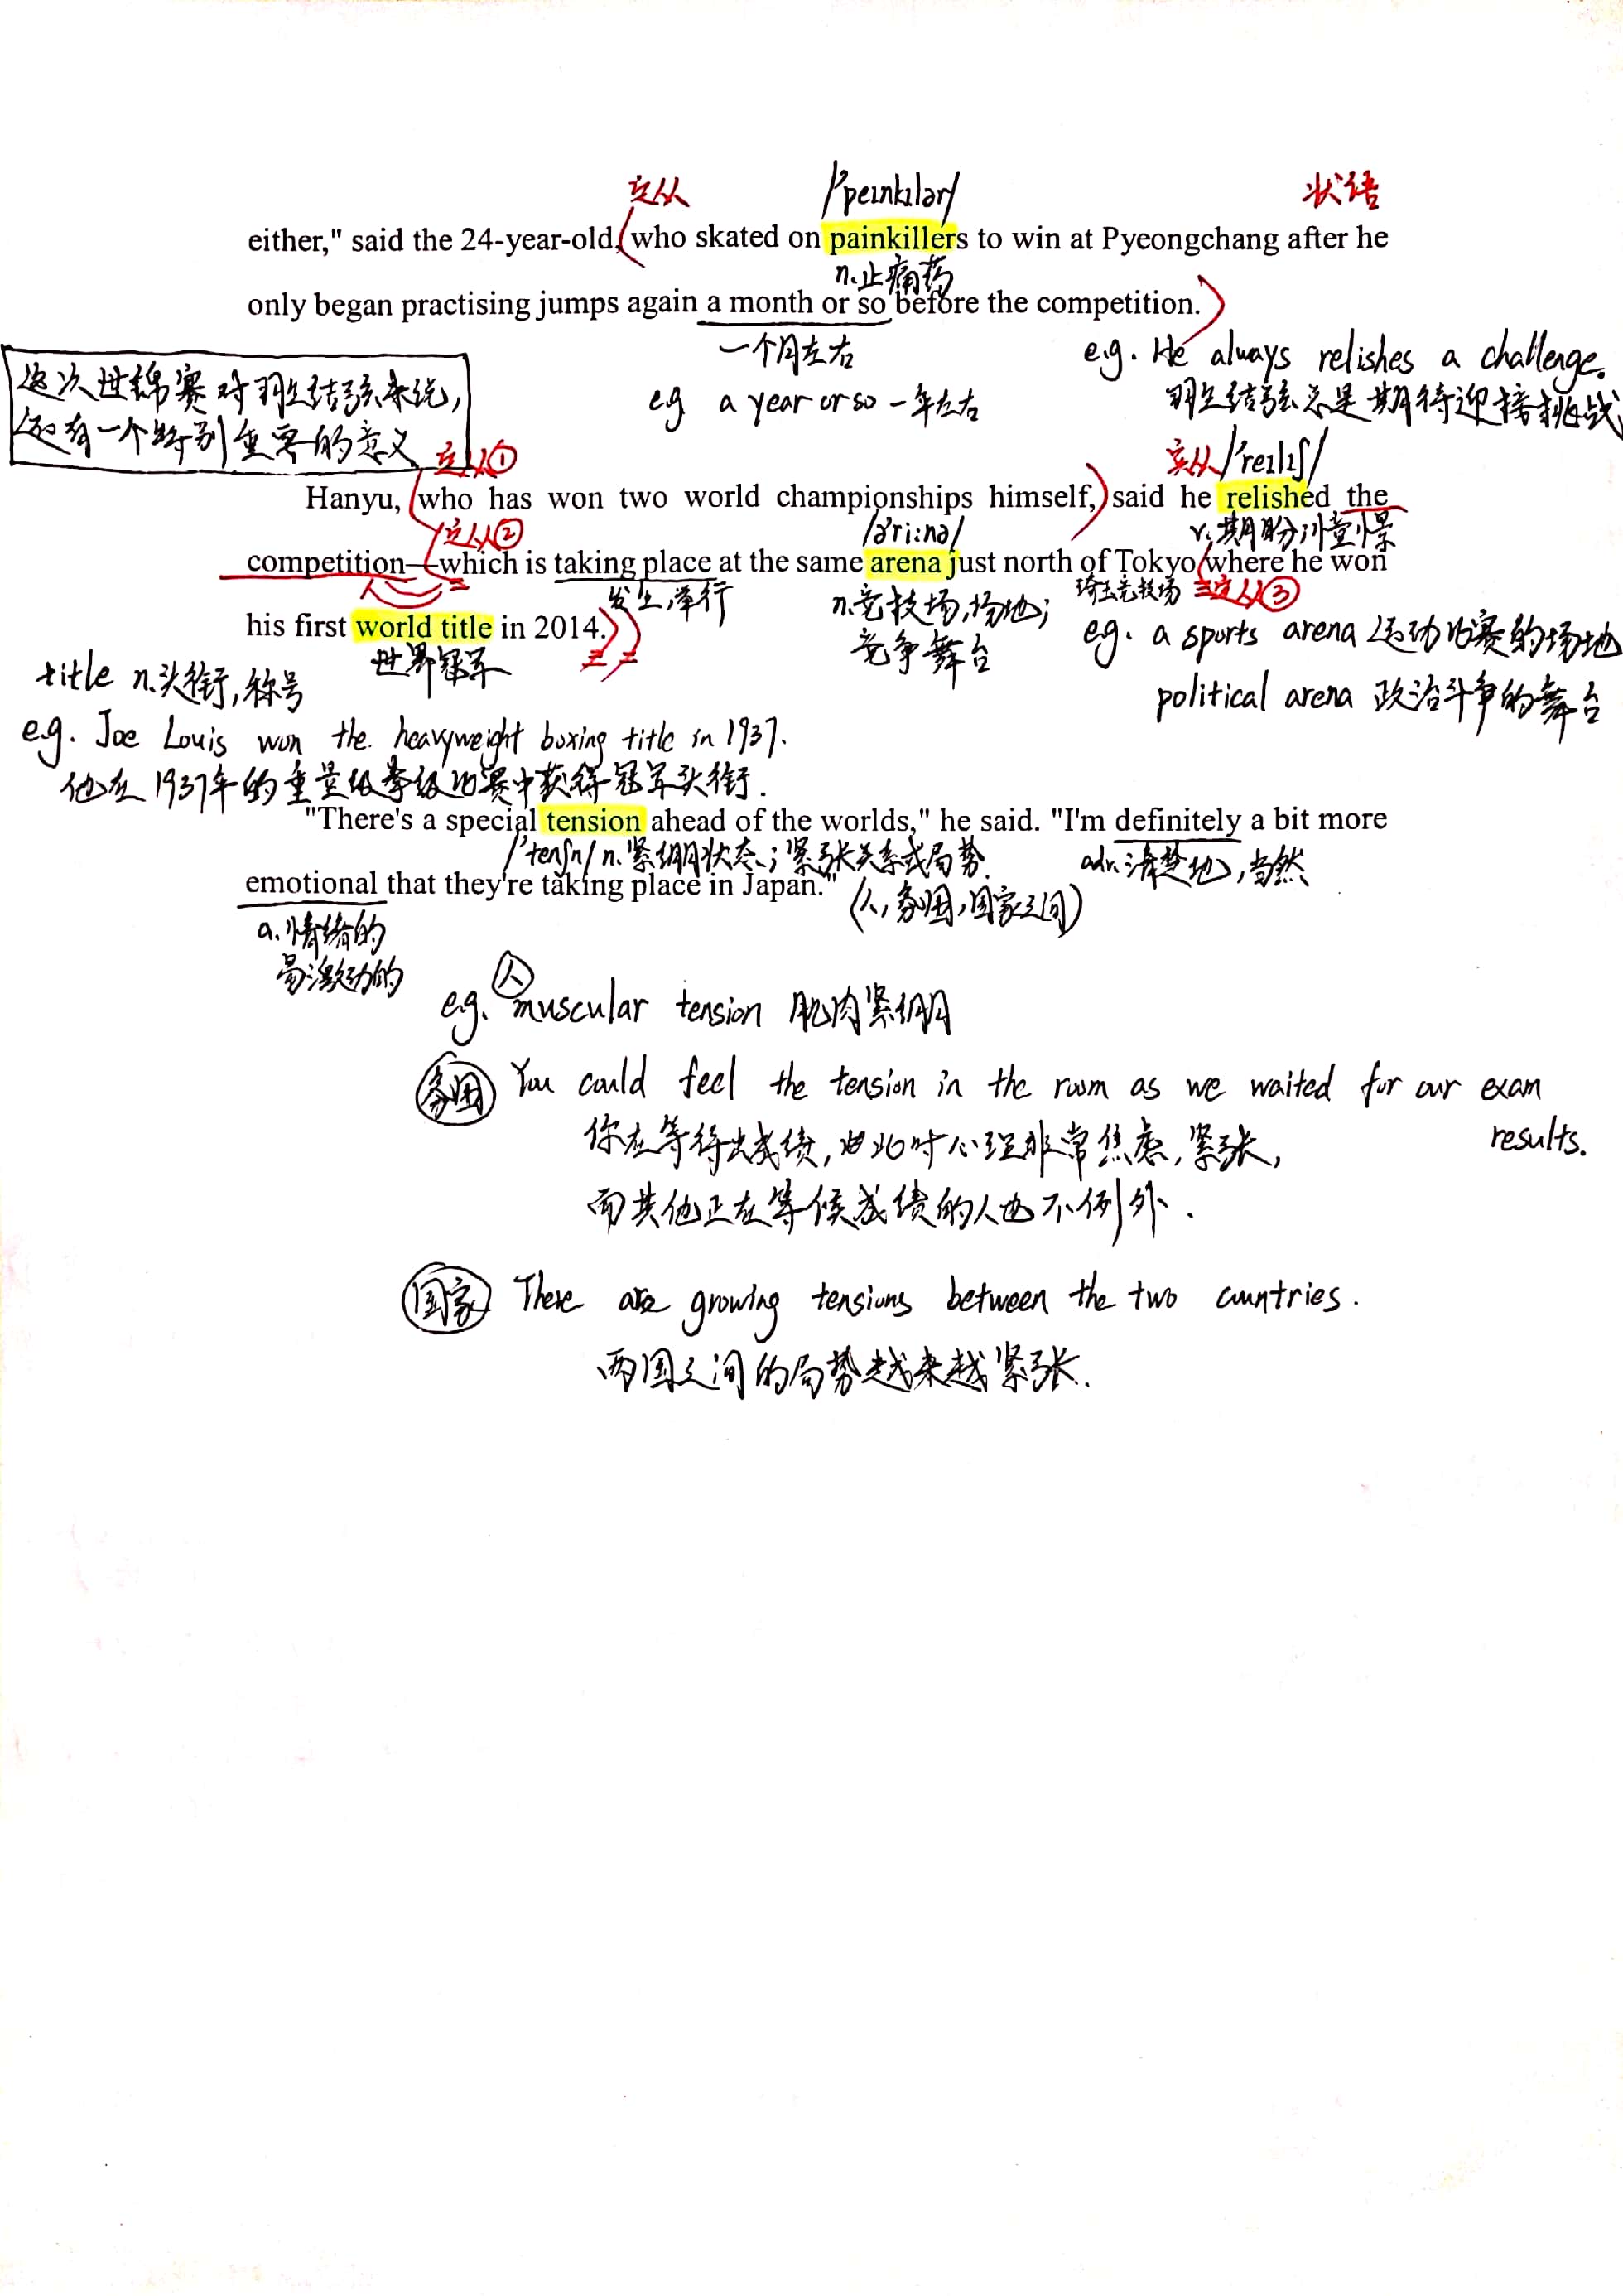 定从 /ˈpeɪnkɪlər/ 状语
either," said the 24-year-old, who skated on painkillers to win at Pyeongchang after he
n.止痛药
only began practising jumps again a month or so before the competition.
一个月左右
e.g. He always relishes a challenge.
eg a year or so 一年左右
羽生结弦总是期待迎接挑战
这次世锦赛对羽生结弦来说,
还有一个特别重要的意义
定从① 宾从 /ˈrelɪʃ/
Hanyu, who has won two world championships himself, said he relished the
定从② /əˈriːnə/ v.期盼;憧憬
competition—which is taking place at the same arena just north of Tokyo where he won
发生,举行 n.竞技场,场地; 埼玉竞技场 定从③
his first world title in 2014.
世界冠军 竞争舞台 eg. a sports arena 运动比赛的场地
title n.头衔,称号
political arena 政治斗争的舞台
e.g. Joe Louis won the heavyweight boxing title in 1937.
他在1937年的重量级拳级比赛中获得冠军头衔.
"There's a special tension ahead of the worlds," he said. "I'm definitely a bit more
/ˈtenʃn/ n.紧绷状态;紧张关系或局势. adv.清楚地,当然
emotional that they're taking place in Japan."
(人,氛围,国家之间)
a.情绪的
易激动的
人
e.g. muscular tension 肌肉紧绷
氛围 You could feel the tension in the room as we waited for our exam
results.
你在等待出成绩,此时心理非常焦虑,紧张,
而其他正在等候成绩的人也不例外.
国家 There are growing tensions between the two countries.
两国之间的局势越来越紧张.